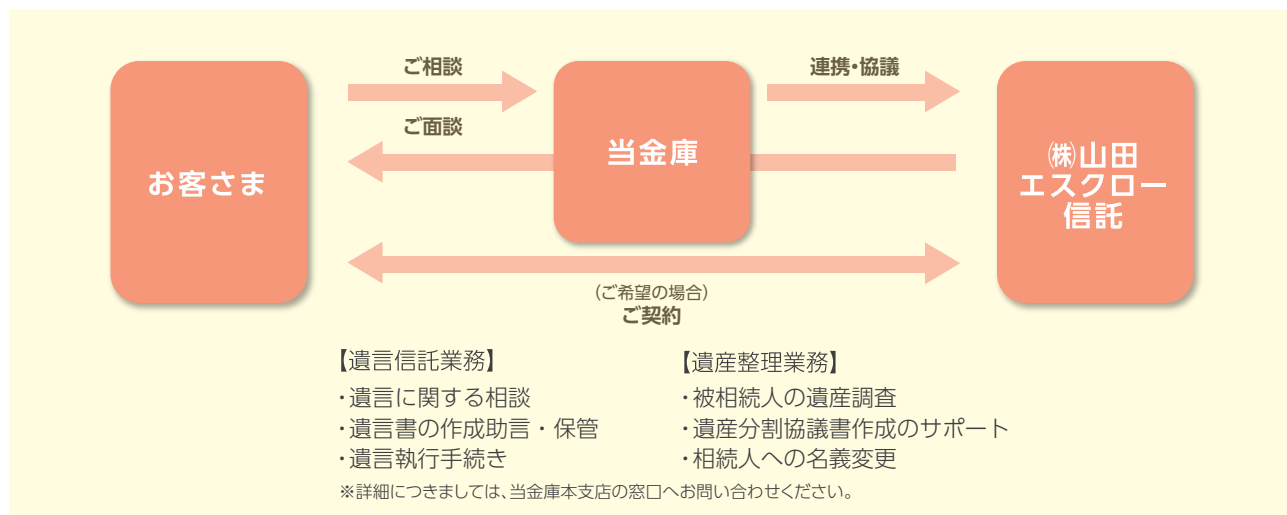 ご相談
連携・協議
ご面談
お客さま
当金庫
㈱山田
エスクロー
信託
（ご希望の場合）
ご契約
【遺言信託業務】
・遺言に関する相談
・遺言書の作成助言・保管
・遺言執行手続き
【遺産整理業務】
・被相続人の遺産調査
・遺産分割協議書作成のサポート
・相続人への名義変更
※詳細につきましては、当金庫本支店の窓口へお問い合わせください。